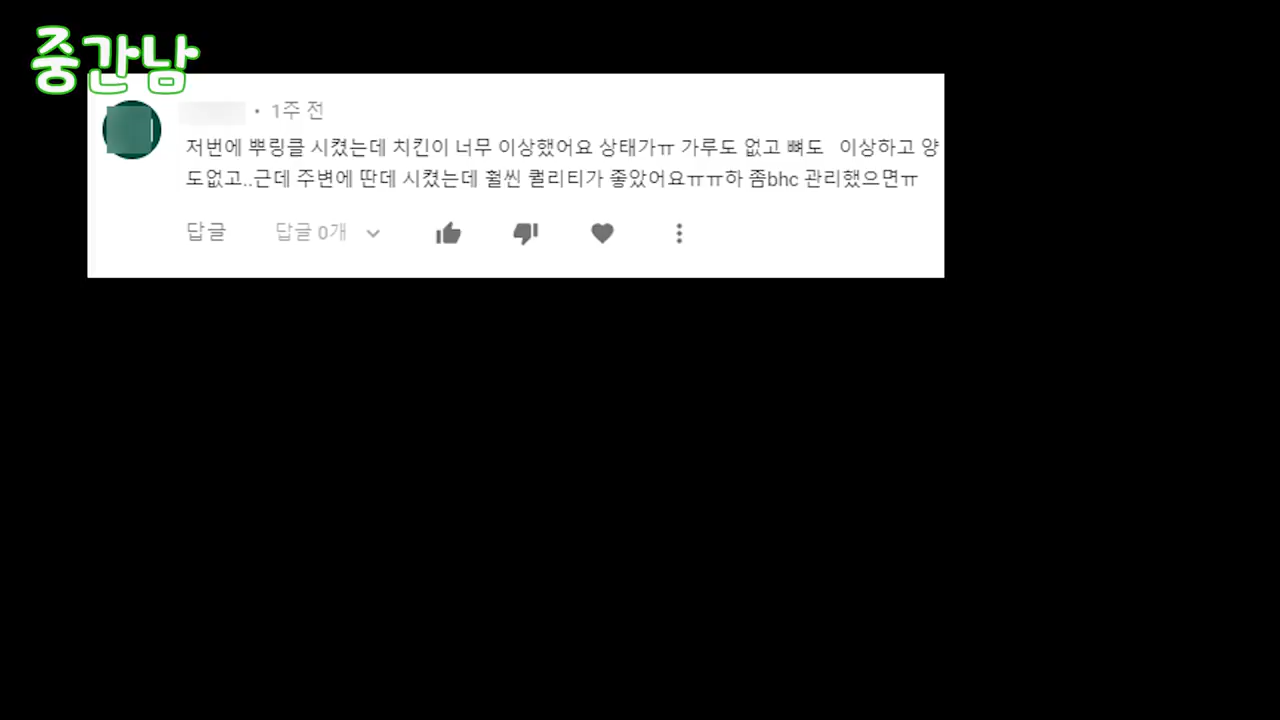 중간남
· 1주 전
저번에 뿌링클 시켰는데 치킨이 너무 이상했어요 상태가ㅠ 가루도 없고 뼈도 이상하고 양
도없고..근데 주변에 딴데 시켰는데 훨씬 퀄리티가 좋았어요ㅠㅠ하 좀bhc 관리했으면ㅠ
답글 답글 0개